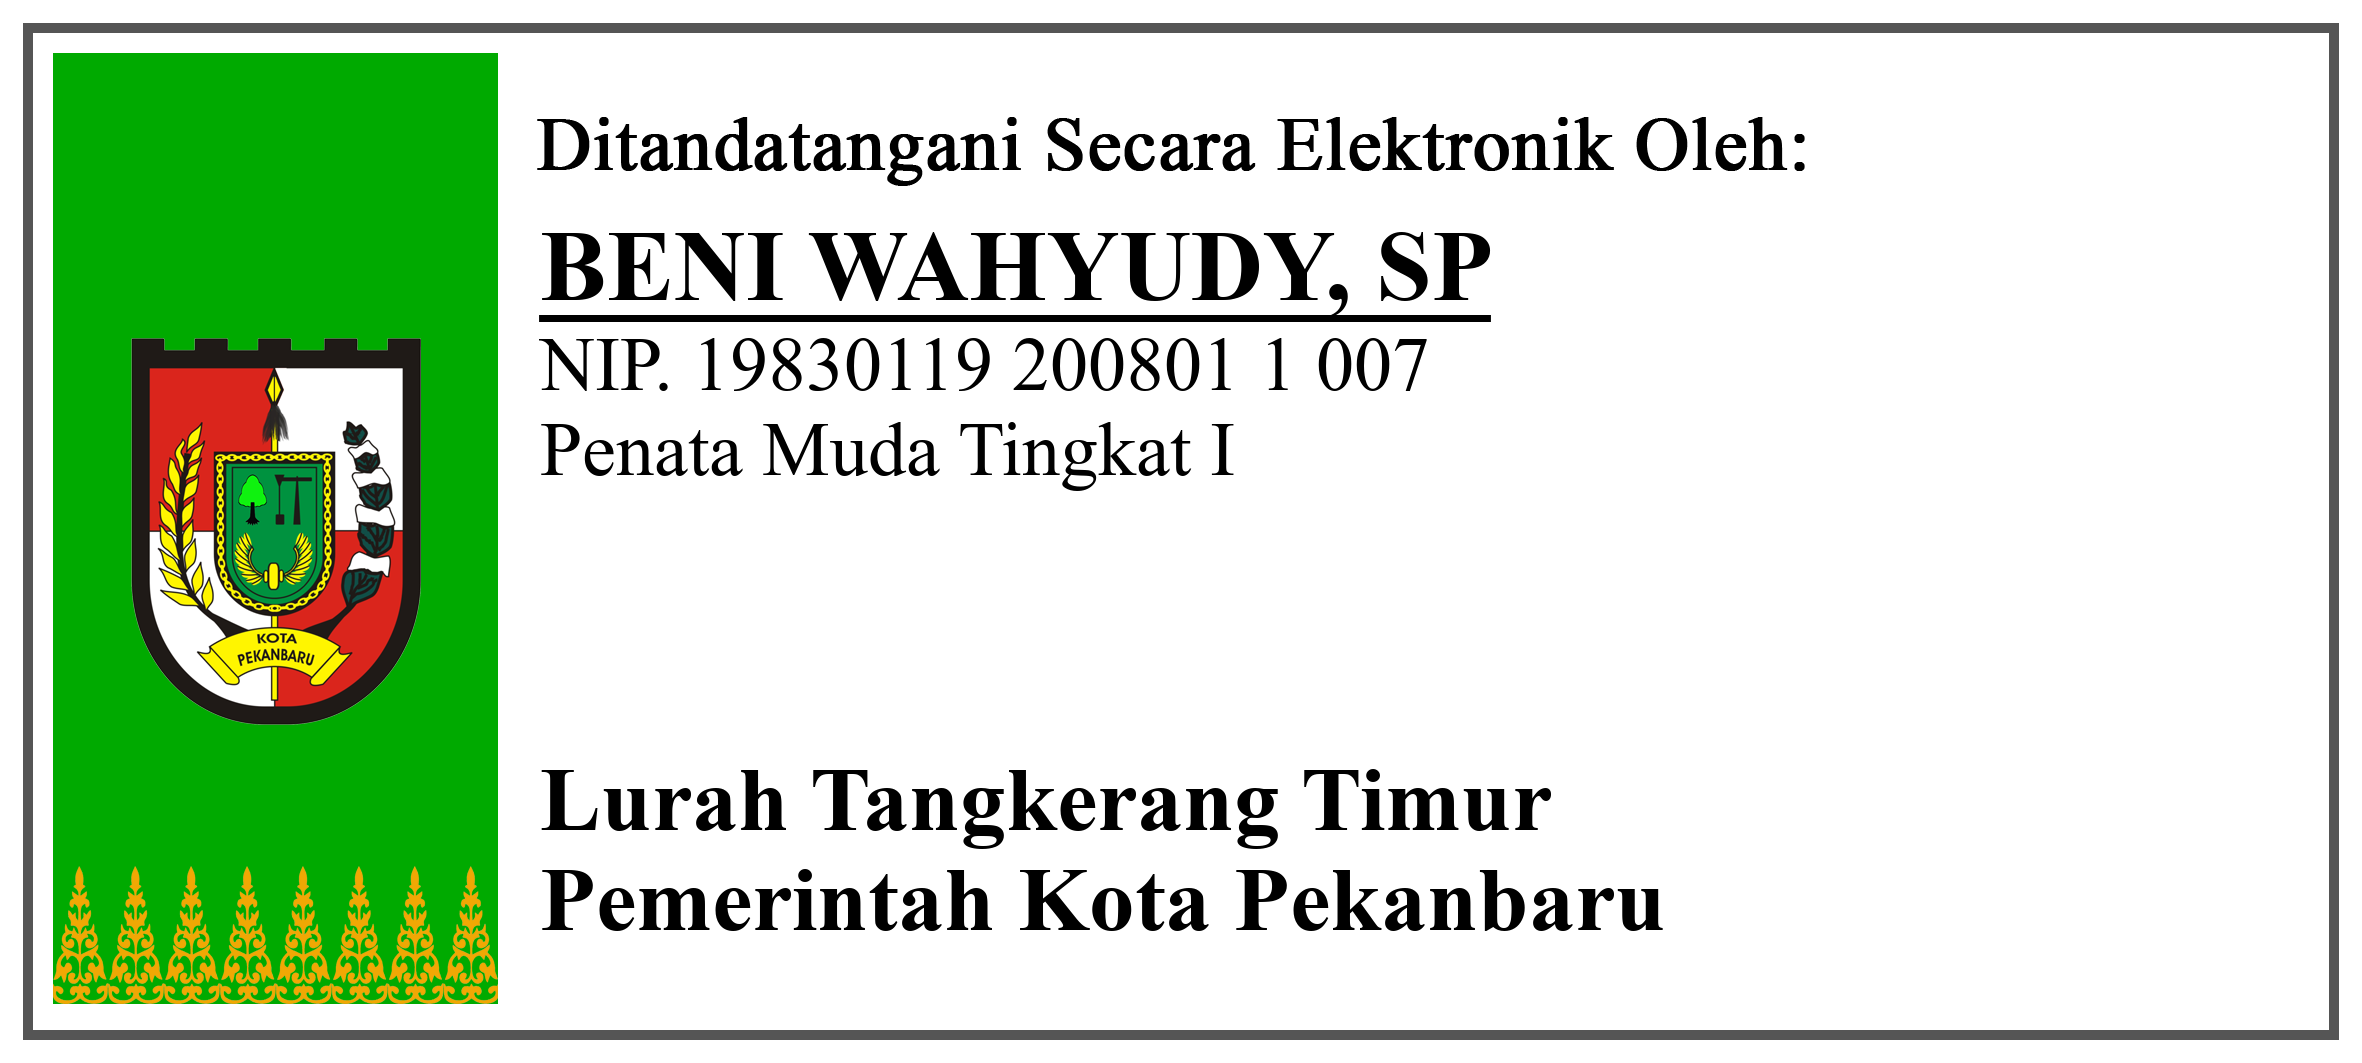 Ditandatangani Secara Elektronik Oleh:
BENI WAHYUDY, SP
NIP. 19830119 200801 1 007
Penata Muda Tingkat I
KOTA
PEKANBARU
Lurah Tangkerang Timur
Pemerintah Kota Pekanbaru